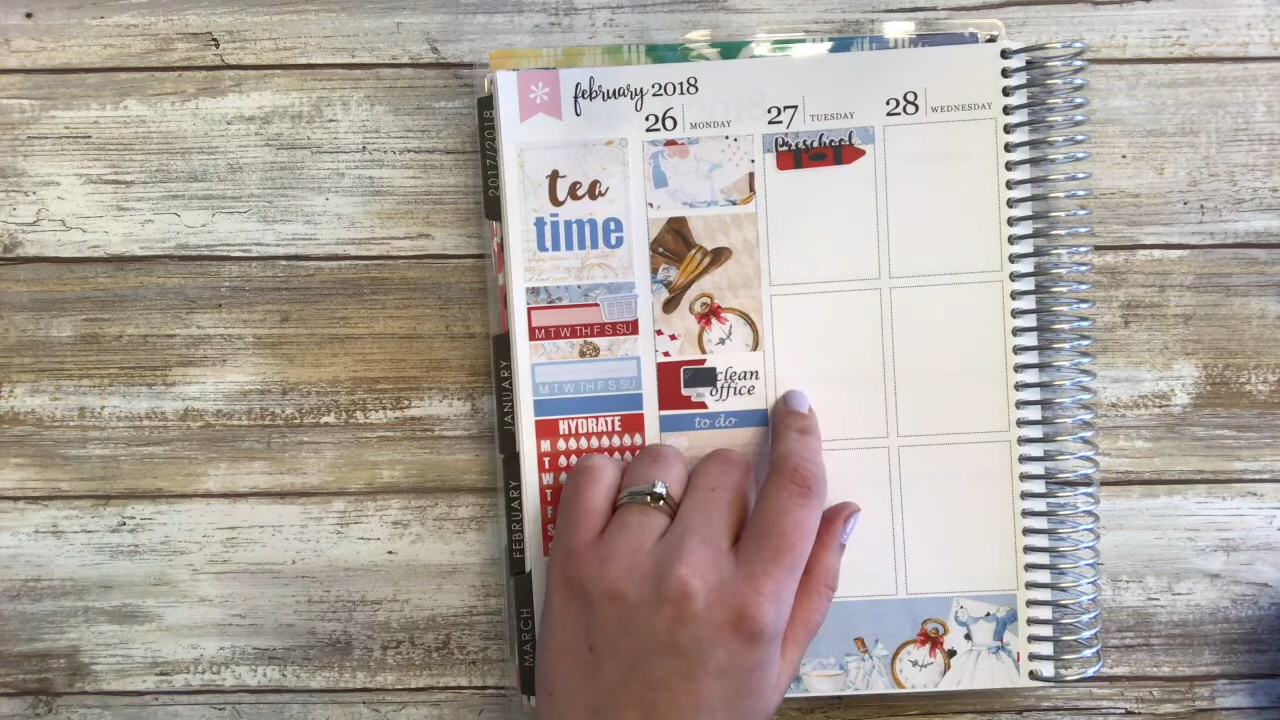 february 2018
26 MONDAY
27 TUESDAY
28 WEDNESDAY
2017/2018
JANUARY
FEBRUARY
MARCH
tea
time
M T W TH F S SU
M T W TH F S SU
HYDRATE
M
T
W
T
F
S
Preschool
clean
office
to do